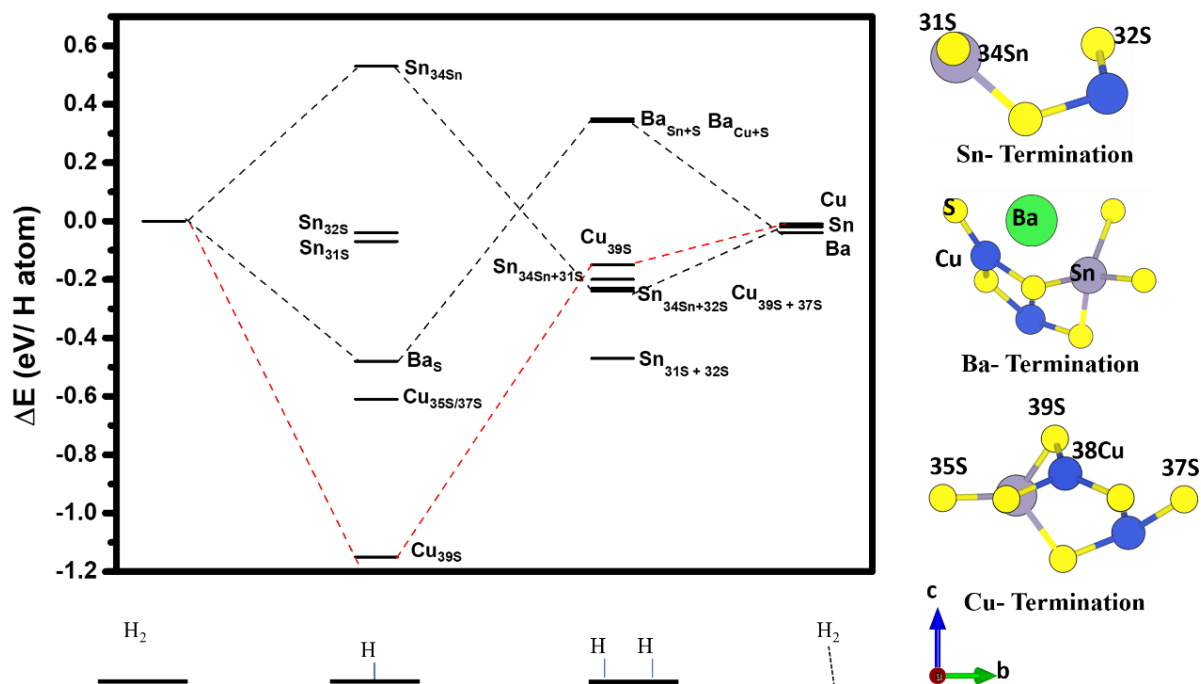 ΔE (eV/ H atom)
0.6
0.4
0.2
0.0
-0.2
-0.4
-0.6
-0.8
-1.0
-1.2
Sn34Sn
Sn32S
Sn31S
BaS
Cu35S/37S
Cu39S
BaSn+S BaCu+S
Cu39S
Sn34Sn+31S
Sn34Sn+32S Cu39S + 37S
Sn31S + 32S
Cu
Sn
Ba
H2
H
H H
H2
31S
34Sn
32S
Sn- Termination
S
Ba
Cu
Sn
Ba- Termination
39S
38Cu
35S
37S
Cu- Termination
c
b